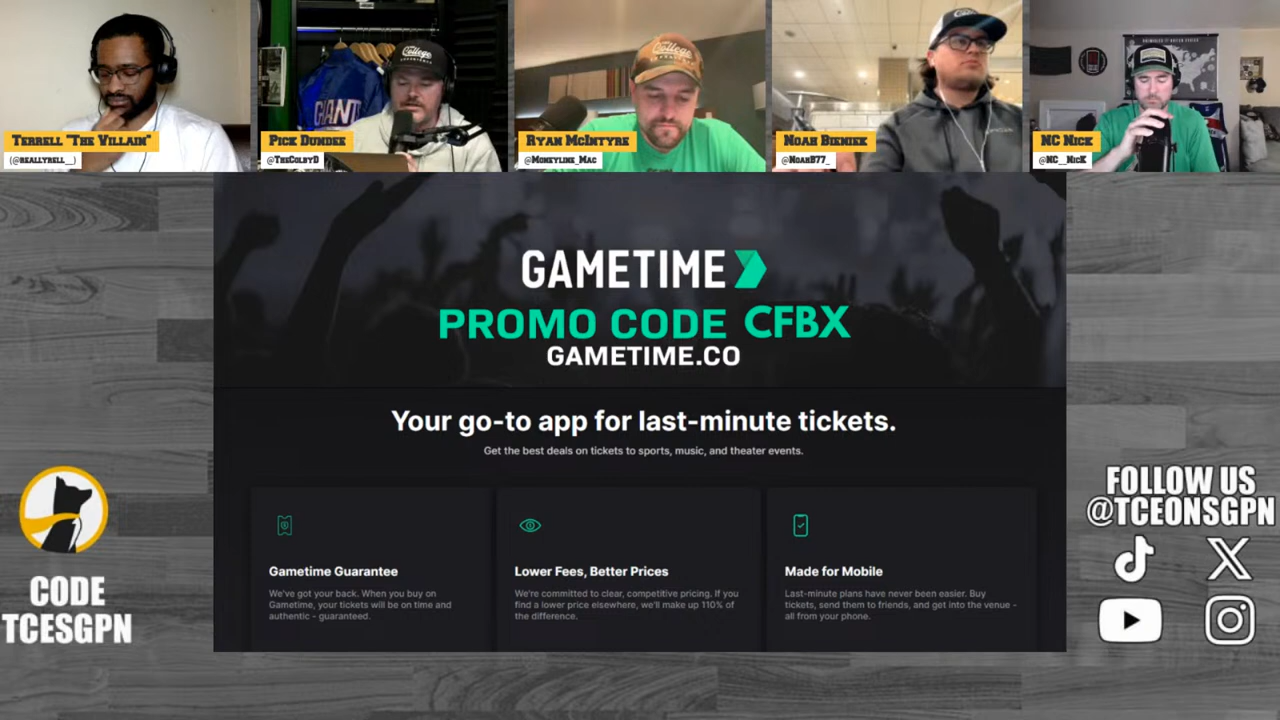 TERRELL "THE VILLAIN"
(@REALLYRELL__)
PICK DUNDEE
@THECOLBYD
RYAN MCINTYRE
@MONEYLINE_MAC
NOAH BIENIEK
@NOAHB77_
NC NICK
@NC__NICK
College
GIANT
College
GAMETIME
PROMO CODE CFBX
GAMETIME.CO
Your go-to app for last-minute tickets.
Get the best deals on tickets to sports, music, and theater events.
Gametime Guarantee
We've got your back. When you buy on
Gametime, your tickets will be on time and
authentic - guaranteed.
Lower Fees, Better Prices
We're committed to clear, competitive pricing. If you
find a lower price elsewhere, we'll make up 110% of
the difference.
Made for Mobile
Last-minute plans have never been easier. Buy
tickets, send them to friends, and get into the venue -
all from your phone.
CODE
TCESGPN
FOLLOW US
@TCEONSGPN